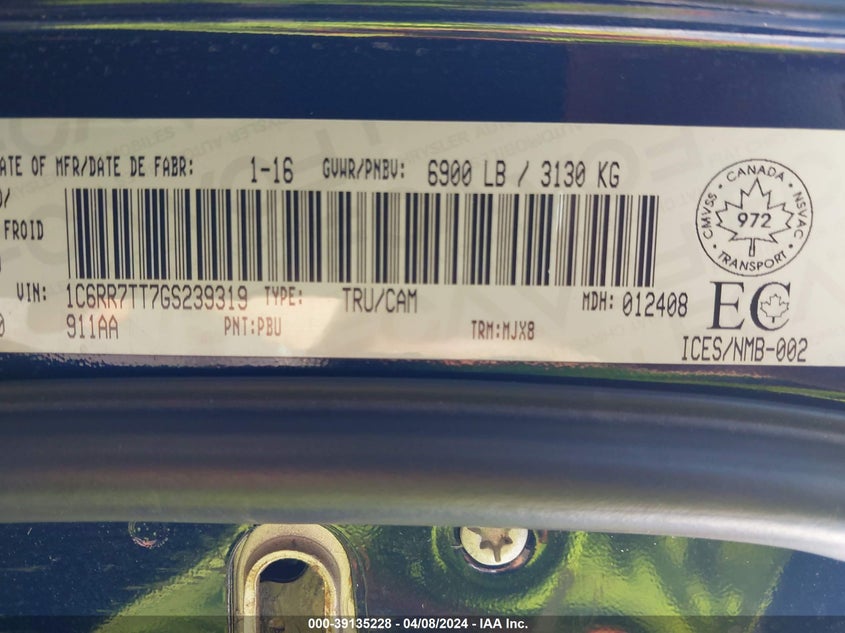 ATE OF MFR/DATE DE FABR: 1-16 GVWR/PNBV: 6900 LB / 3130 KG
)/
FROID
)
VIN: 1C6RR7TT7GS239319 TYPE: TRU/CAM MDH: 012408
0 911AA PNT:PBU TRM:MJX8
CANADA
CMVSS NSVAC
972
TRANSPORT
EC
ICES/NMB-002
000-39135228 - 04/08/2024 - IAA Inc.